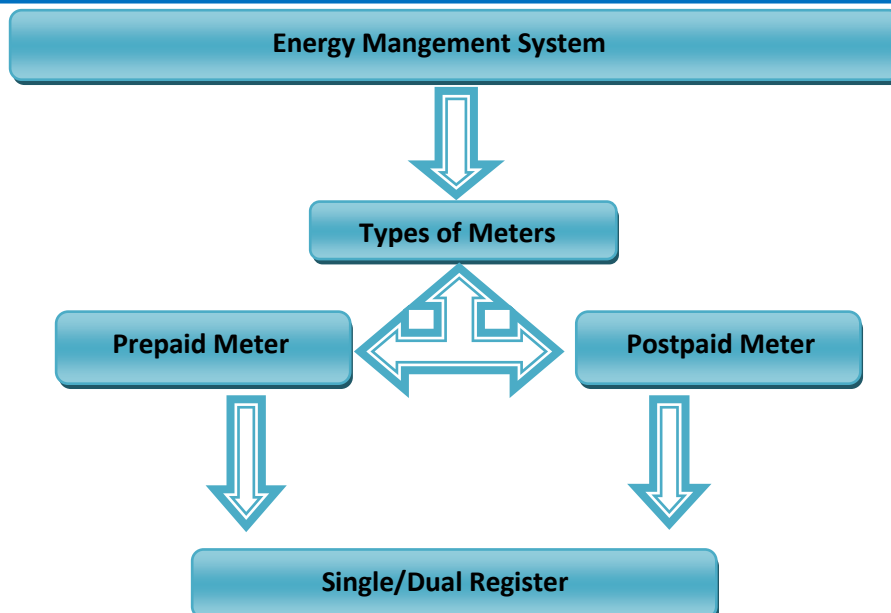 Energy Mangement System
Types of Meters
Prepaid Meter
Postpaid Meter
Single/Dual Register